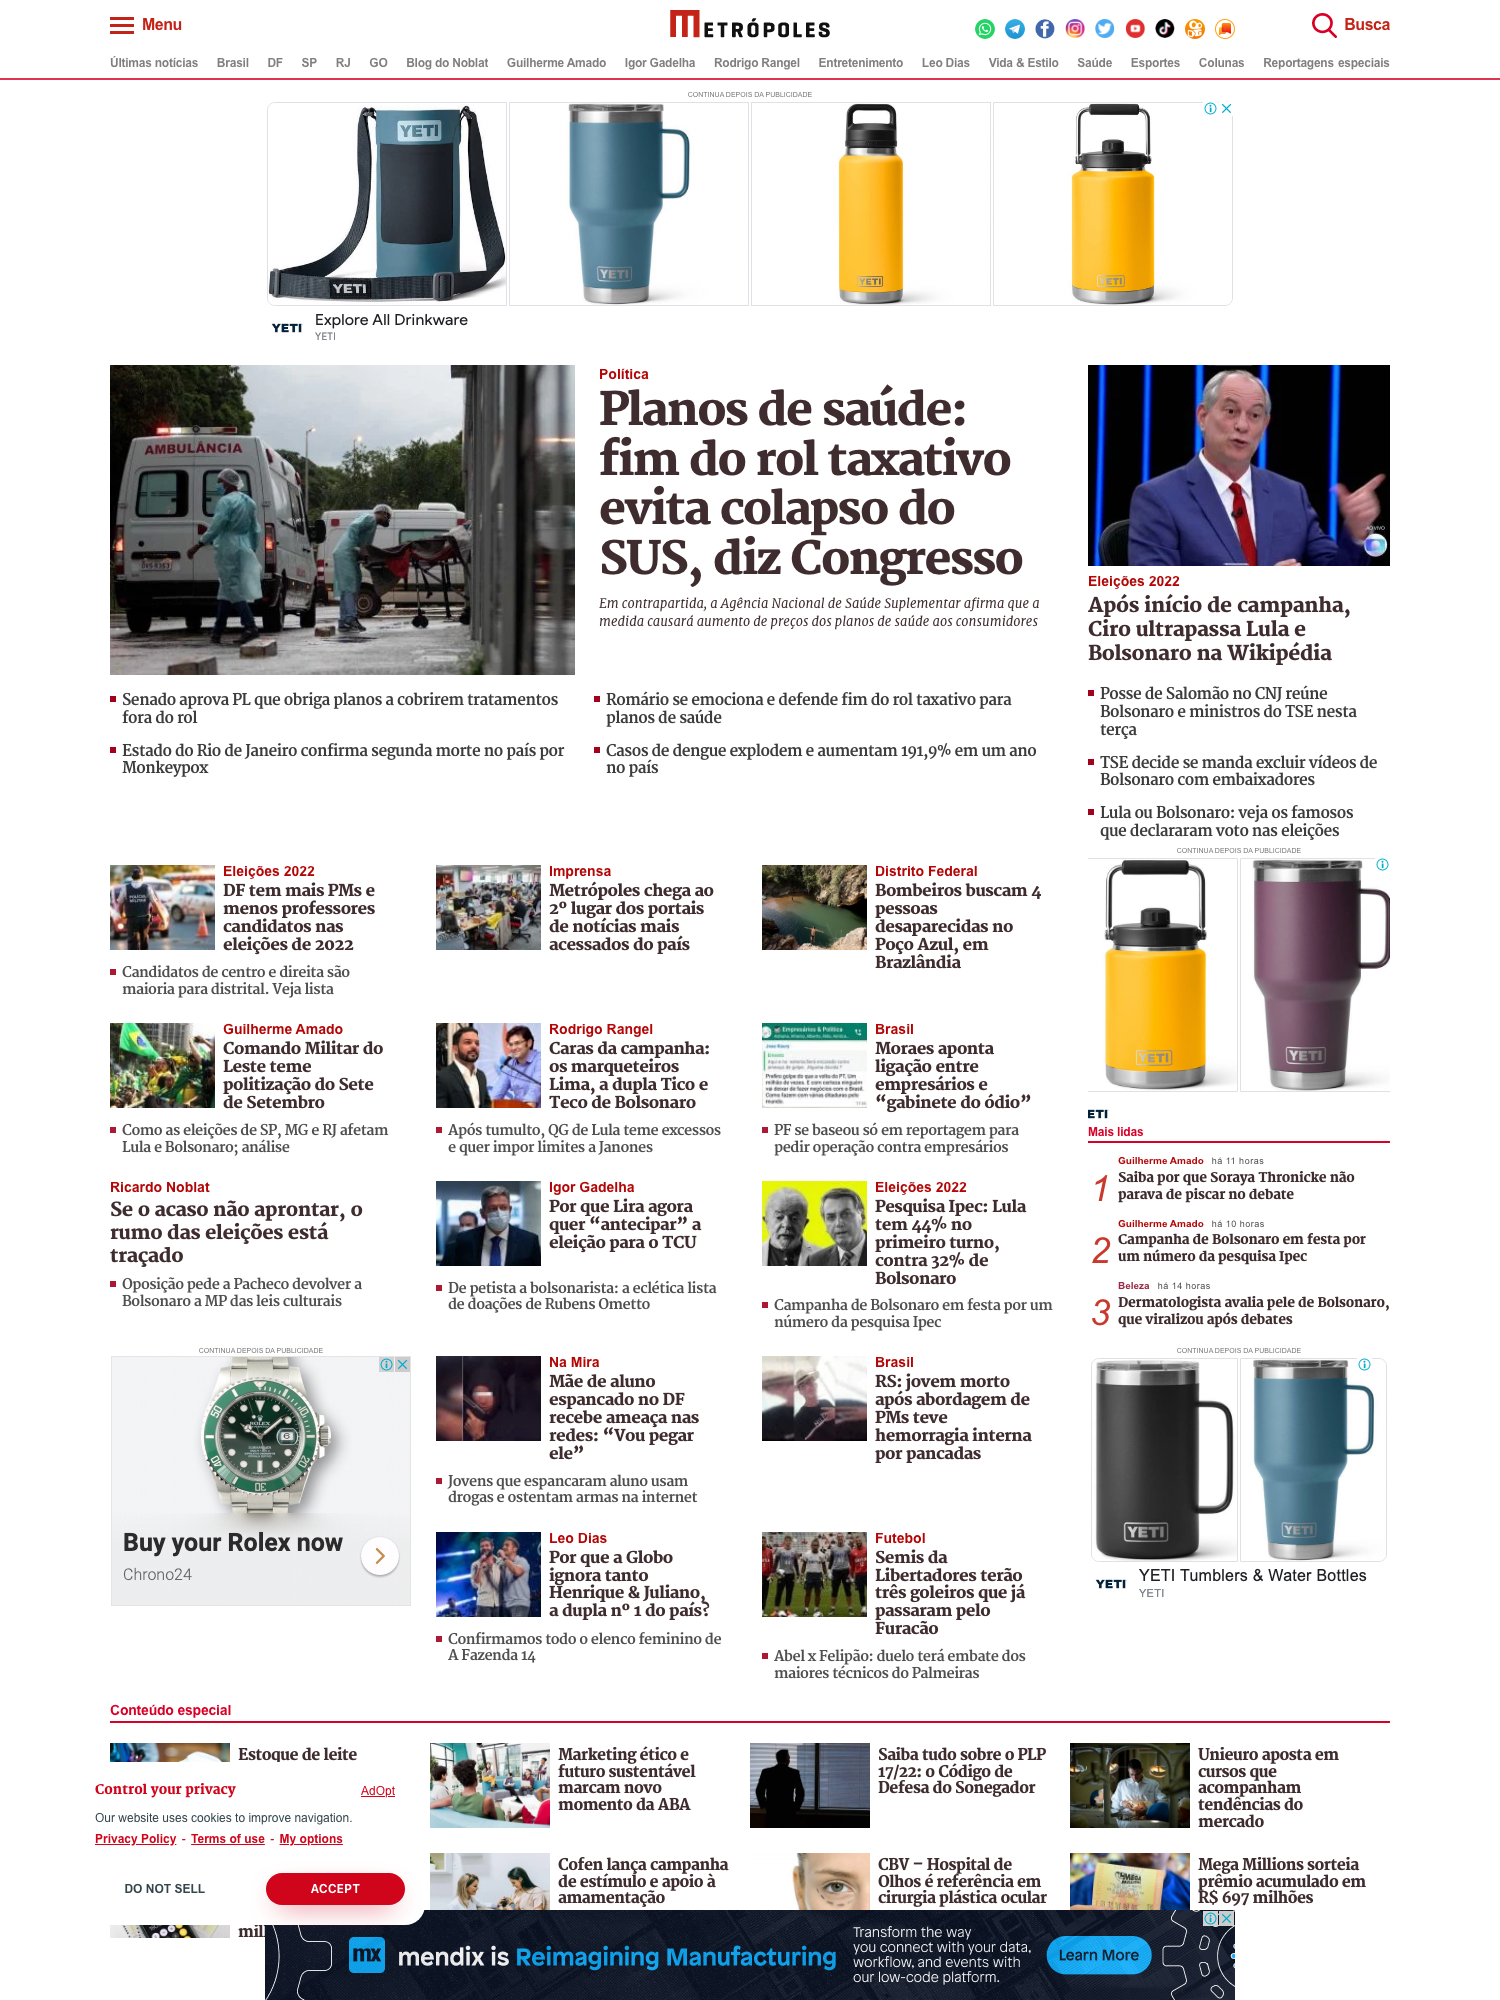 Menu
METRÓPOLES
Busca
Últimas notícias Brasil DF SP RJ GO Blog do Noblat Guilherme Amado Igor Gadelha Rodrigo Rangel Entretenimento Leo Dias Vida & Estilo Saúde Esportes Colunas Reportagens especiais
CONTINUA DEPOIS DA PUBLICIDADE
YETI
YETI
YETI
YETI
YETI
YETI
Explore All Drinkware
YETI
AMBULÂNCIA
Política
Planos de saúde:
fim do rol taxativo
evita colapso do
SUS, diz Congresso
Em contrapartida, a Agência Nacional de Saúde Suplementar afirma que a
medida causará aumento de preços dos planos de saúde aos consumidores
Senado aprova PL que obriga planos a cobrirem tratamentos
fora do rol
Romário se emociona e defende fim do rol taxativo para
planos de saúde
Estado do Rio de Janeiro confirma segunda morte no país por
Monkeypox
Casos de dengue explodem e aumentam 191,9% em um ano
no país
AO VIVO
Eleições 2022
Após início de campanha,
Ciro ultrapassa Lula e
Bolsonaro na Wikipédia
Posse de Salomão no CNJ reúne
Bolsonaro e ministros do TSE nesta
terça
TSE decide se manda excluir vídeos de
Bolsonaro com embaixadores
Lula ou Bolsonaro: veja os famosos
que declararam voto nas eleições
CONTINUA DEPOIS DA PUBLICIDADE
YETI
YETI
ETI
Eleições 2022
DF tem mais PMs e
menos professores
candidatos nas
eleições de 2022
Candidatos de centro e direita são
maioria para distrital. Veja lista
Imprensa
Metrópoles chega ao
2º lugar dos portais
de notícias mais
acessados do país
Distrito Federal
Bombeiros buscam 4
pessoas
desaparecidas no
Poço Azul, em
Brazlândia
Guilherme Amado
Comando Militar do
Leste teme
politização do Sete
de Setembro
Como as eleições de SP, MG e RJ afetam
Lula e Bolsonaro; análise
Rodrigo Rangel
Caras da campanha:
os marqueteiros
Lima, a dupla Tico e
Teco de Bolsonaro
Após tumulto, QG de Lula teme excessos
e quer impor limites a Janones
Empresários & Política
Brasil
Moraes aponta
ligação entre
empresários e
“gabinete do ódio”
PF se baseou só em reportagem para
pedir operação contra empresários
Mais lidas
1
Guilherme Amado há 11 horas
Saiba por que Soraya Thronicke não
parava de piscar no debate
2
Guilherme Amado há 10 horas
Campanha de Bolsonaro em festa por
um número da pesquisa Ipec
3
Beleza há 14 horas
Dermatologista avalia pele de Bolsonaro,
que viralizou após debates
Ricardo Noblat
Se o acaso não aprontar, o
rumo das eleições está
traçado
Oposição pede a Pacheco devolver a
Bolsonaro a MP das leis culturais
Igor Gadelha
Por que Lira agora
quer “antecipar” a
eleição para o TCU
De petista a bolsonarista: a eclética lista
de doações de Rubens Ometto
Eleições 2022
Pesquisa Ipec: Lula
tem 44% no
primeiro turno,
contra 32% de
Bolsonaro
Campanha de Bolsonaro em festa por um
número da pesquisa Ipec
CONTINUA DEPOIS DA PUBLICIDADE
ROLEX
Buy your Rolex now
Chrono24
Na Mira
Mãe de aluno
espancado no DF
recebe ameaça nas
redes: “Vou pegar
ele”
Jovens que espancaram aluno usam
drogas e ostentam armas na internet
Brasil
RS: jovem morto
após abordagem de
PMs teve
hemorragia interna
por pancadas
CONTINUA DEPOIS DA PUBLICIDADE
YETI
YETI
YETI
YETI Tumblers & Water Bottles
YETI
Leo Dias
Por que a Globo
ignora tanto
Henrique & Juliano,
a dupla nº 1 do país?
Confirmamos todo o elenco feminino de
A Fazenda 14
Futebol
Semis da
Libertadores terão
três goleiros que já
passaram pelo
Furacão
Abel x Felipão: duelo terá embate dos
maiores técnicos do Palmeiras
Conteúdo especial
Estoque de leite
Marketing ético e
futuro sustentável
marcam novo
momento da ABA
Saiba tudo sobre o PLP
17/22: o Código de
Defesa do Sonegador
Unieuro aposta em
cursos que
acompanham
tendências do
mercado
Control your privacy
AdOpt
Our website uses cookies to improve navigation.
Privacy Policy - Terms of use - My options
DO NOT SELL
ACCEPT
mil
Cofen lança campanha
de estímulo e apoio à
amamentação
CBV – Hospital de
Olhos é referência em
cirurgia plástica ocular
Mega Millions sorteia
prêmio acumulado em
R$ 697 milhões
mx
mendix is Reimagining Manufacturing
Transform the way
you connect with your data,
workflow, and events with
our low-code platform.
Learn More